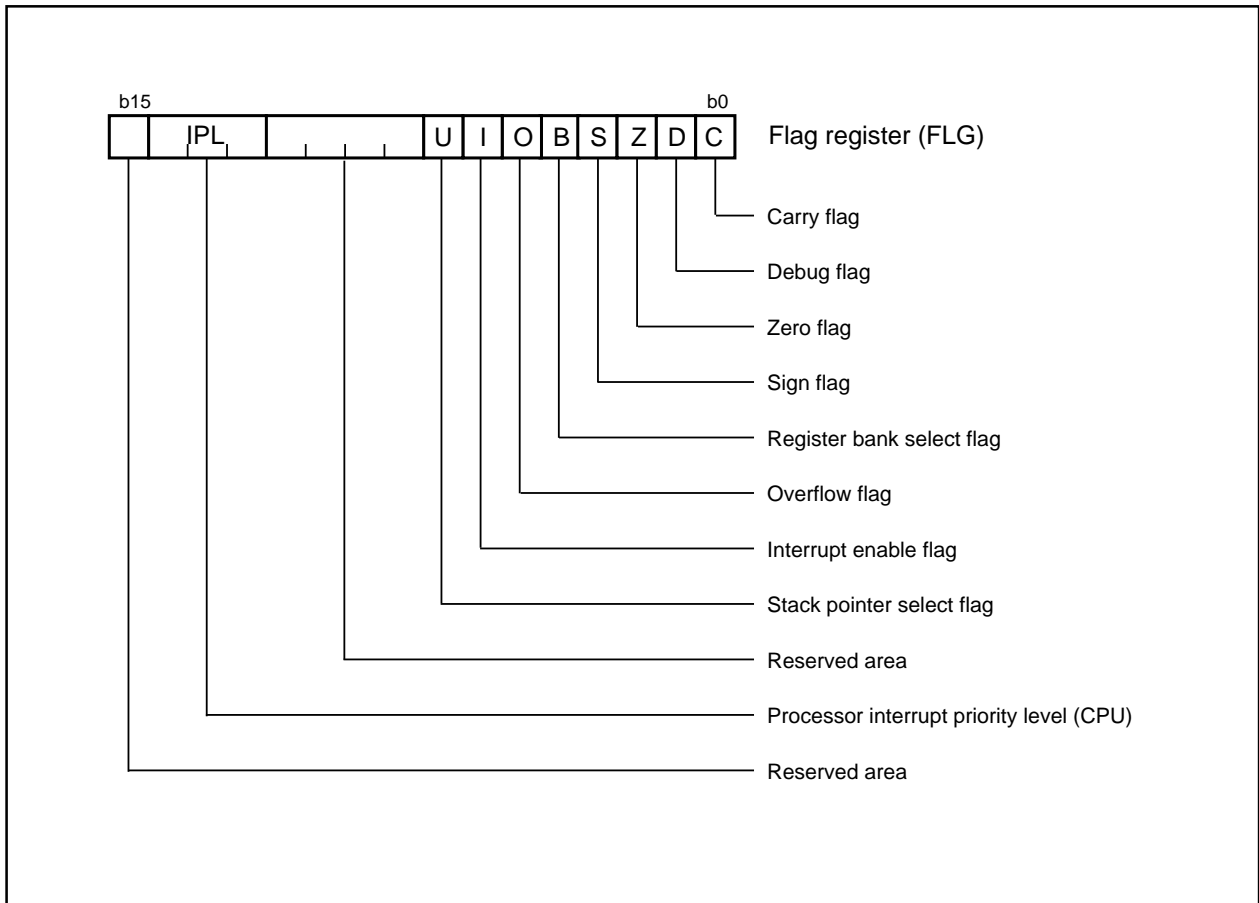 b15 b0
IPL U I O B S Z D C Flag register (FLG)
Carry flag
Debug flag
Zero flag
Sign flag
Register bank select flag
Overflow flag
Interrupt enable flag
Stack pointer select flag
Reserved area
Processor interrupt priority level (CPU)
Reserved area